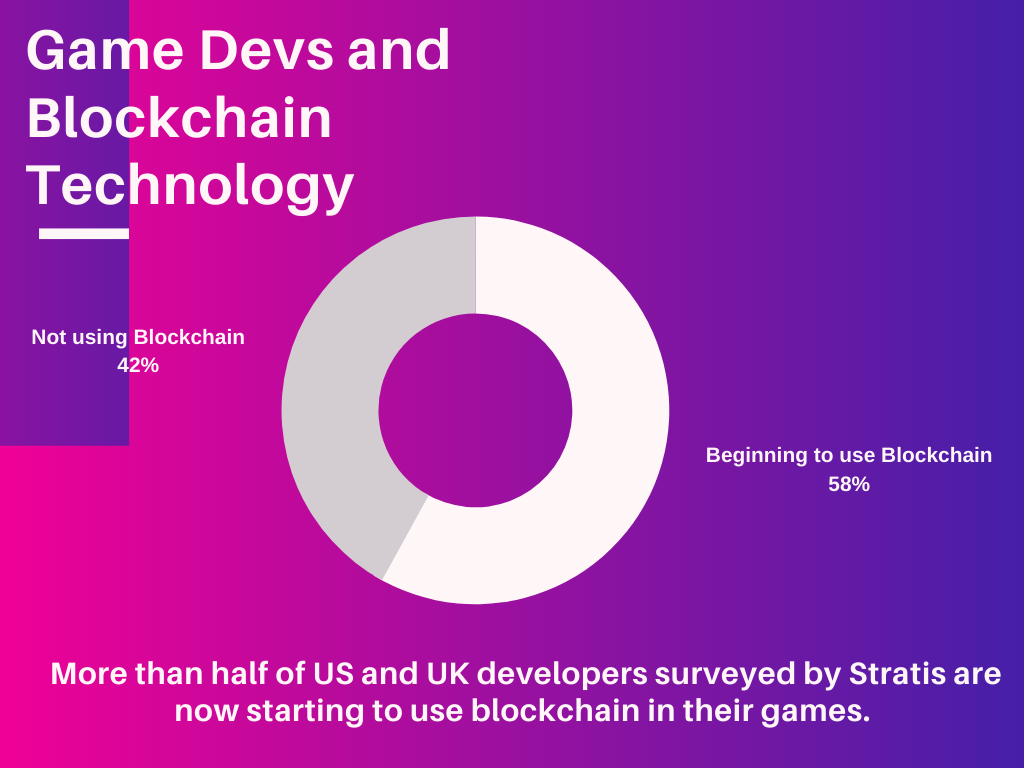 Game Devs and
Blockchain
Technology
Not using Blockchain
42%
Beginning to use Blockchain
58%
More than half of US and UK developers surveyed by Stratis are
now starting to use blockchain in their games.